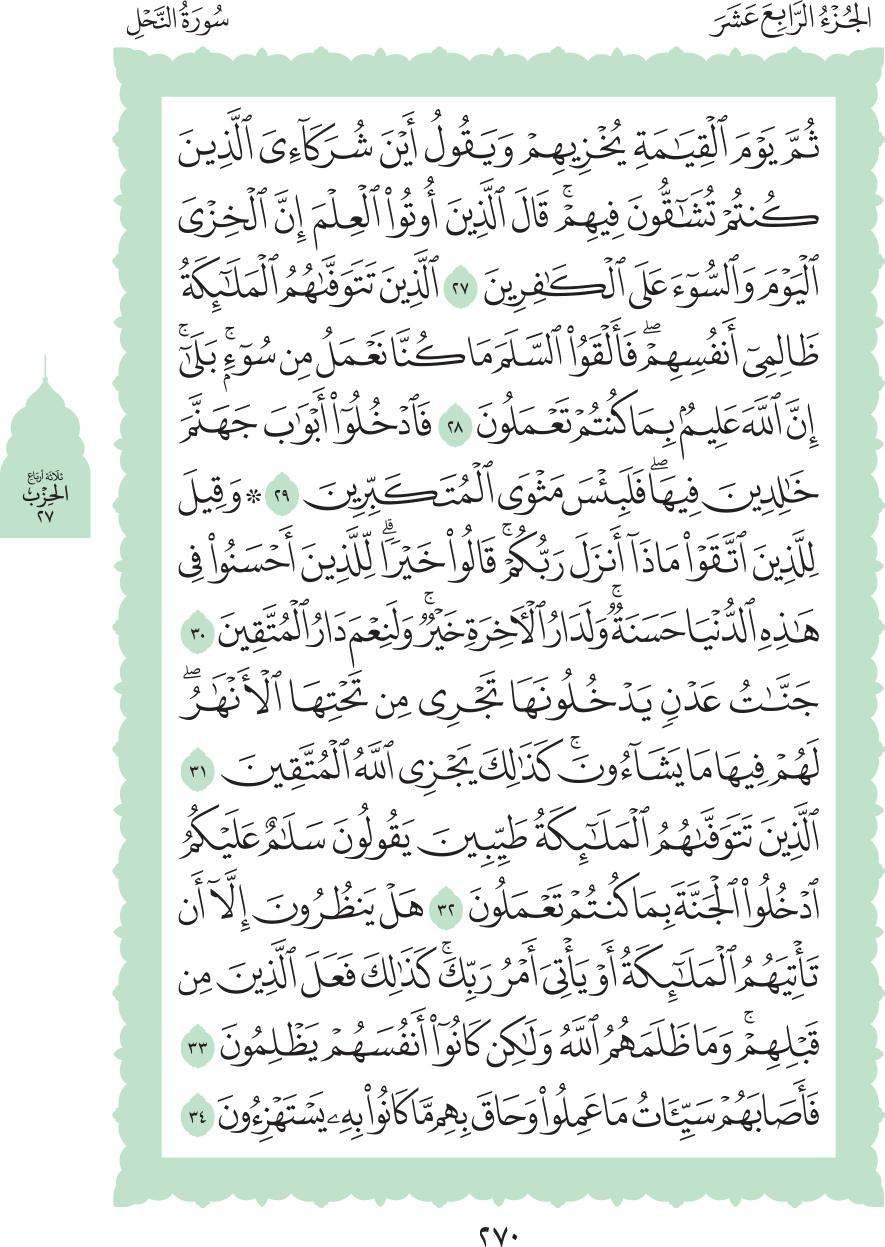 الجُزْءُ الرَّابِعَ عَشَرَ
سُورَةُ النَّحْلِ
ثُمَّ يَوْمَ ٱلْقِيَٰمَةِ يُخْزِيهِمْ وَيَقُولُ أَيْنَ شُرَكَآءِىَ ٱلَّذِينَ
كُنتُمْ تُشَٰٓقُّونَ فِيهِمْ ۚ قَالَ ٱلَّذِينَ أُوتُوا۟ ٱلْعِلْمَ إِنَّ ٱلْخِزْىَ
ٱلْيَوْمَ وَٱلسُّوٓءَ عَلَى ٱلْكَٰفِرِينَ ٢٧ ٱلَّذِينَ تَتَوَفَّىٰهُمُ ٱلْمَلَٰٓئِكَةُ
ظَالِمِىٓ أَنفُسِهِمْ ۖ فَأَلْقَوُا۟ ٱلسَّلَمَ مَا كُنَّا نَعْمَلُ مِن سُوٓءٍۭ ۚ بَلَىٰٓ ۚ
إِنَّ ٱللَّهَ عَلِيمٌۢ بِمَا كُنتُمْ تَعْمَلُونَ ٢٨ فَٱدْخُلُوٓا۟ أَبْوَٰبَ جَهَنَّمَ
خَٰلِدِينَ فِيهَا ۖ فَلَبِئْسَ مَثْوَى ٱلْمُتَكَبِّرِينَ ٢٩ ۞ وَقِيلَ
لِلَّذِينَ ٱتَّقَوْا۟ مَاذَآ أَنزَلَ رَبُّكُمْ ۚ قَالُوا۟ خَيْرًا ۗ لِّلَّذِينَ أَحْسَنُوا۟ فِى
هَٰذِهِ ٱلدُّنْيَا حَسَنَةٌ ۚ وَلَدَارُ ٱلْـَٔاخِرَةِ خَيْرٌ ۚ وَلَنِعْمَ دَارُ ٱلْمُتَّقِينَ ٣٠
جَنَّٰتُ عَدْنٍ يَدْخُلُونَهَا تَجْرِى مِن تَحْتِهَا ٱلْأَنْهَٰرُ ۖ
لَهُمْ فِيهَا مَا يَشَآءُونَ ۚ كَذَٰلِكَ يَجْزِى ٱللَّهُ ٱلْمُتَّقِينَ ٣١
ٱلَّذِينَ تَتَوَفَّىٰهُمُ ٱلْمَلَٰٓئِكَةُ طَيِّبِينَ يَقُولُونَ سَلَٰمٌ عَلَيْكُمُ
ٱدْخُلُوا۟ ٱلْجَنَّةَ بِمَا كُنتُمْ تَعْمَلُونَ ٣٢ هَلْ يَنظُرُونَ إِلَّآ أَن
تَأْتِيَهُمُ ٱلْمَلَٰٓئِكَةُ أَوْ يَأْتِىَ أَمْرُ رَبِّكَ ۚ كَذَٰلِكَ فَعَلَ ٱلَّذِينَ مِن
قَبْلِهِمْ ۚ وَمَا ظَلَمَهُمُ ٱللَّهُ وَلَٰكِن كَانُوٓا۟ أَنفُسَهُمْ يَظْلِمُونَ ٣٣
فَأَصَابَهُمْ سَيِّـَٔاتُ مَا عَمِلُوا۟ وَحَاقَ بِهِم مَّا كَانُوا۟ بِهِۦ يَسْتَهْزِءُونَ ٣٤
ثلاثة أرباع
الحِزْب
٢٧
٢٧٠